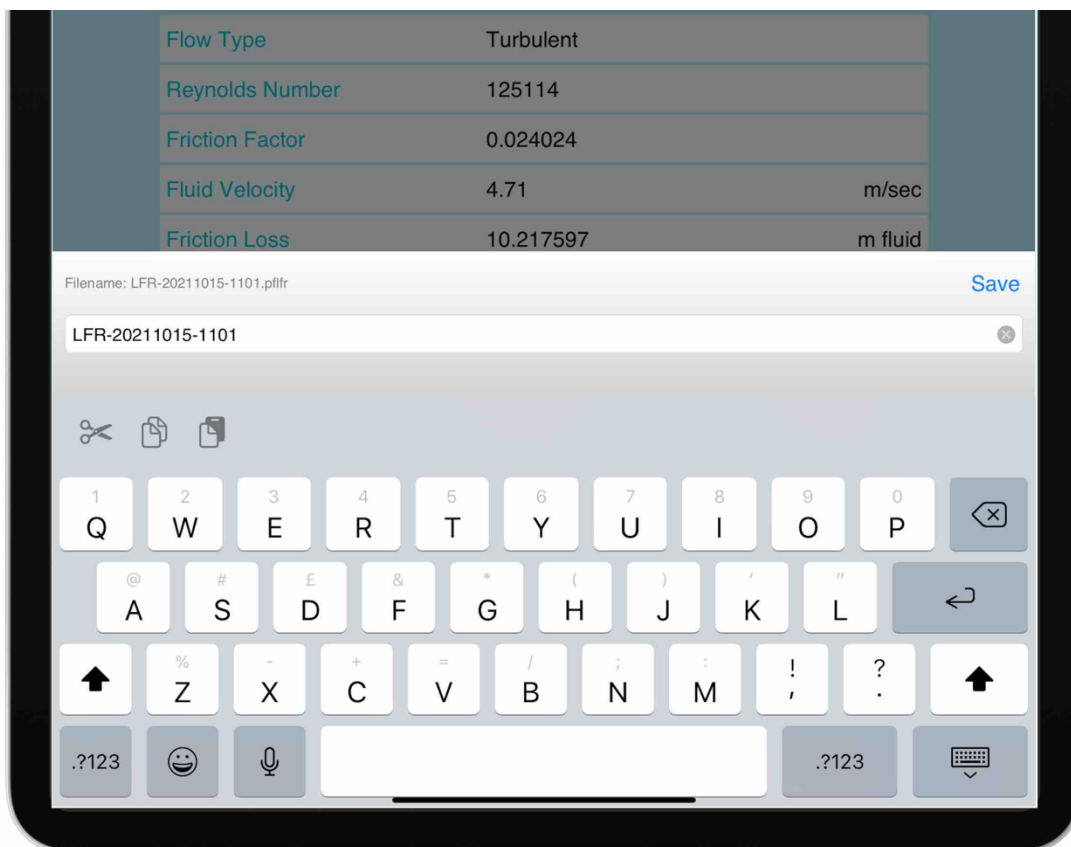 Flow Type Turbulent
Reynolds Number 125114
Friction Factor 0.024024
Fluid Velocity 4.71 m/sec
Friction Loss 10.217597 m fluid
Filename: LFR-20211015-1101.pflfr Save
LFR-20211015-1101
1 2 3 4 5 6 7 8 9 0
Q W E R T Y U I O P
@ # £ & * ( ) ' "
A S D F G H J K L
% - + = / ; : ! ?
Z X C V B N M , .
.?123 .?123